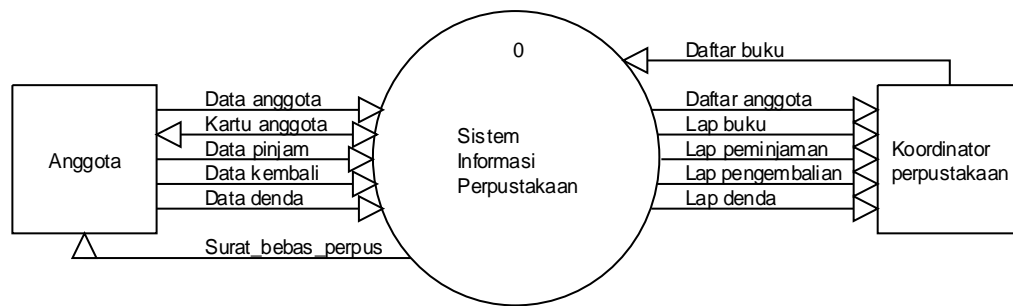 0
Daftar buku
Data anggota
Kartu anggota
Data pinjam
Data kembali
Data denda
Anggota
Sistem
Informasi
Perpustakaan
Daftar anggota
Lap buku
Lap peminjaman
Lap pengembalian
Lap denda
Koordinator
perpustakaan
Surat_bebas_perpus